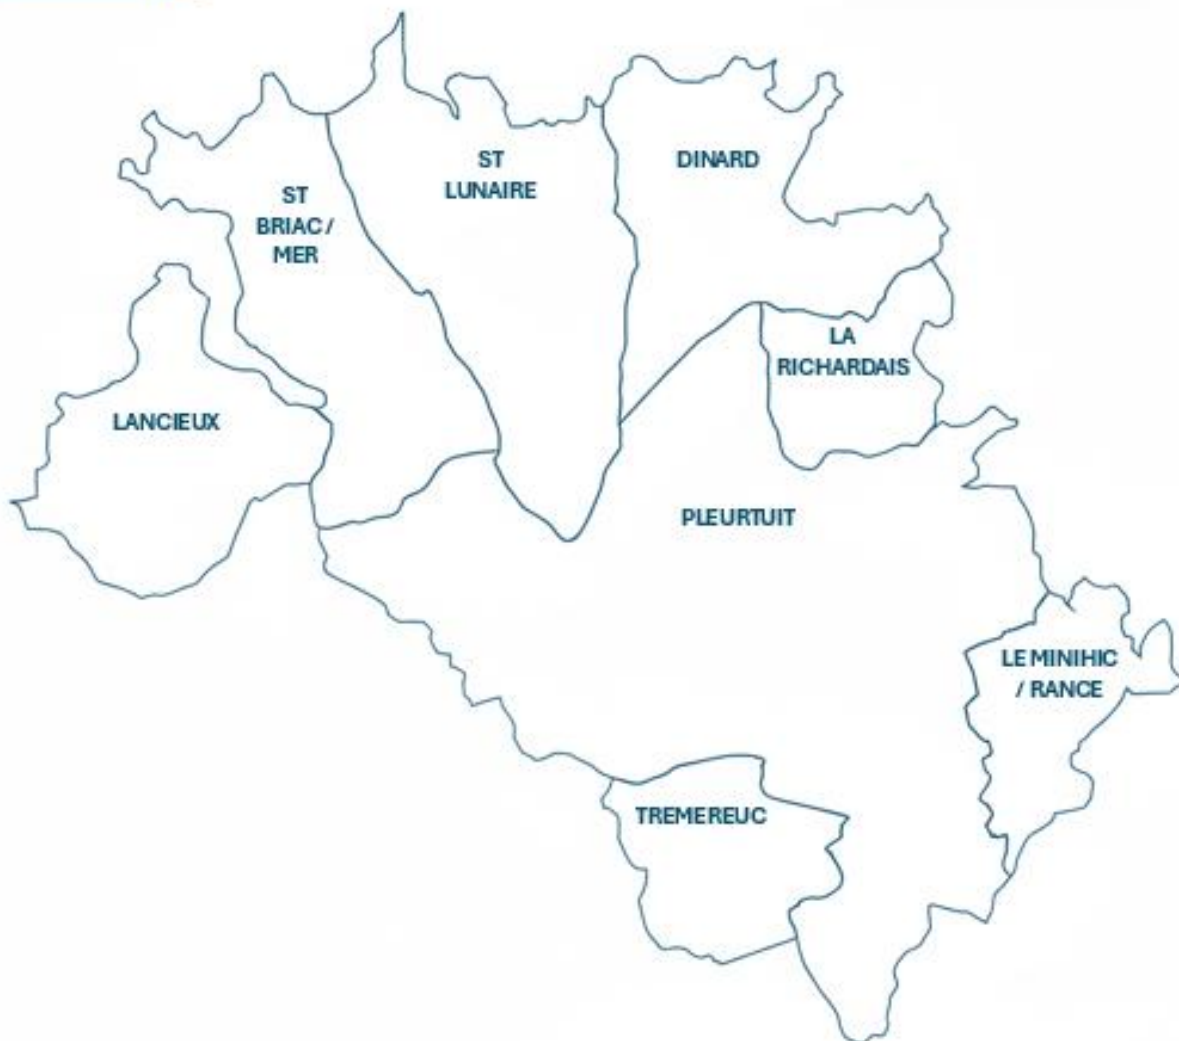 ST
LUNAIRE
DINARD
ST
BRIAC /
MER
LA
RICHARDAIS
LANCIEUX
PLEURTUIT
LE MINIHIC
/ RANCE
TREMEREUC